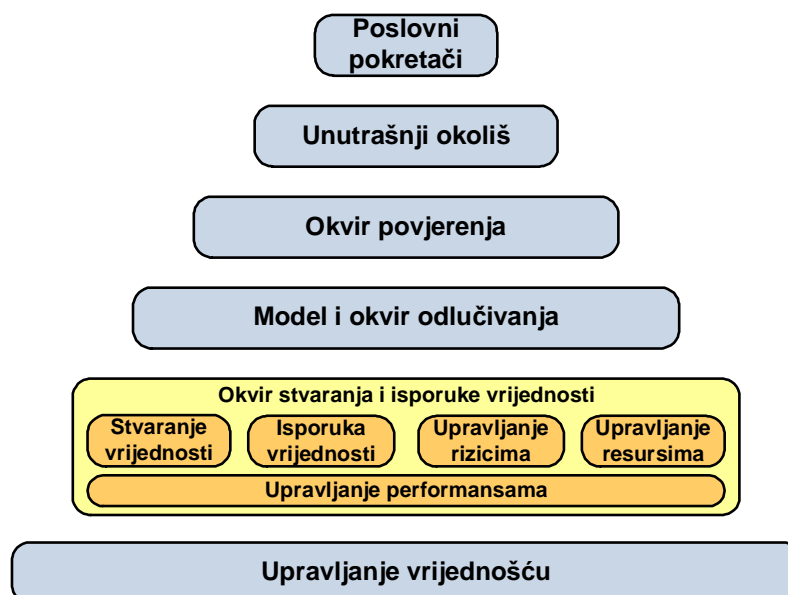 Poslovni
pokretači
Unutrašnji okoliš
Okvir povjerenja
Model i okvir odlučivanja
Okvir stvaranja i isporuke vrijednosti
Stvaranje
vrijednosti
Isporuka
vrijednosti
Upravljanje
rizicima
Upravljanje
resursima
Upravljanje performansama
Upravljanje vrijednošću